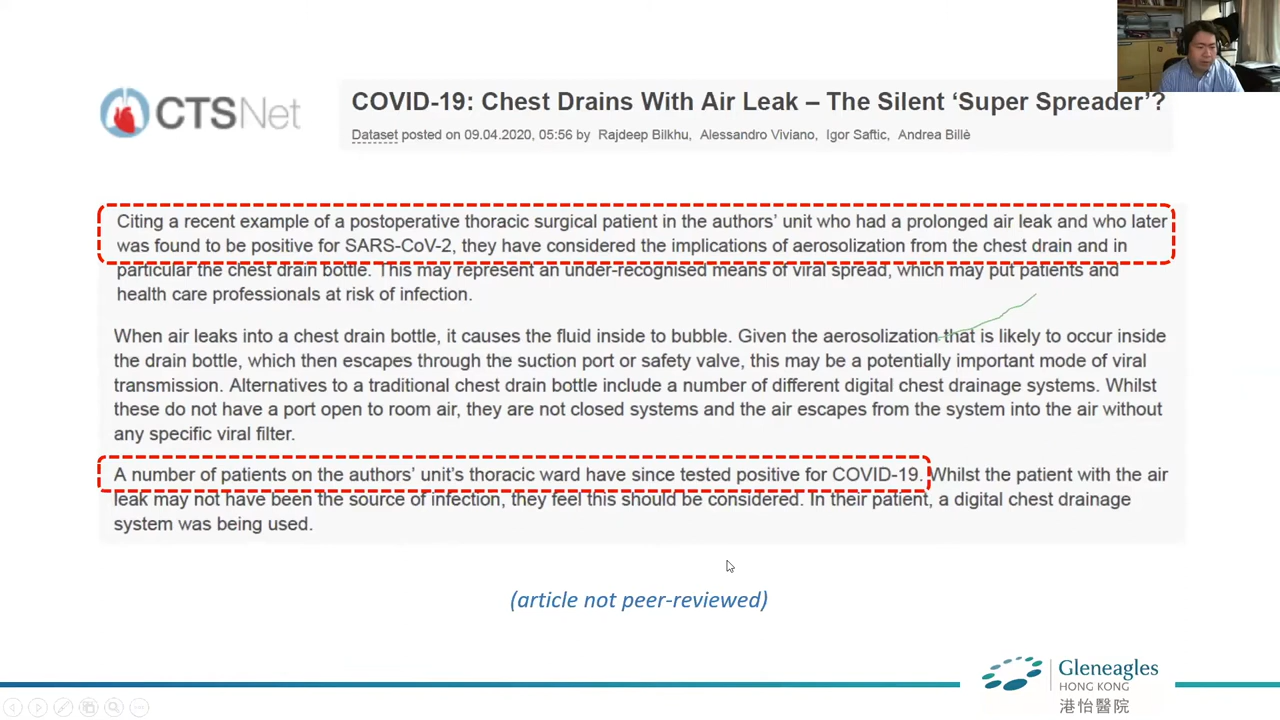 CTSNet
COVID-19: Chest Drains With Air Leak – The Silent ‘Super Spreader’?
Dataset posted on 09.04.2020, 05:56 by Rajdeep Bilkhu, Alessandro Viviano, Igor Saftic, Andrea Billè
Citing a recent example of a postoperative thoracic surgical patient in the authors’ unit who had a prolonged air leak and who later
was found to be positive for SARS-CoV-2, they have considered the implications of aerosolization from the chest drain and in
particular the chest drain bottle. This may represent an under-recognised means of viral spread, which may put patients and
health care professionals at risk of infection.
When air leaks into a chest drain bottle, it causes the fluid inside to bubble. Given the aerosolization that is likely to occur inside
the drain bottle, which then escapes through the suction port or safety valve, this may be a potentially important mode of viral
transmission. Alternatives to a traditional chest drain bottle include a number of different digital chest drainage systems. Whilst
these do not have a port open to room air, they are not closed systems and the air escapes from the system into the air without
any specific viral filter.
A number of patients on the authors’ unit’s thoracic ward have since tested positive for COVID-19. Whilst the patient with the air
leak may not have been the source of infection, they feel this should be considered. In their patient, a digital chest drainage
system was being used.
(article not peer-reviewed)
Gleneagles
HONG KONG
港怡醫院